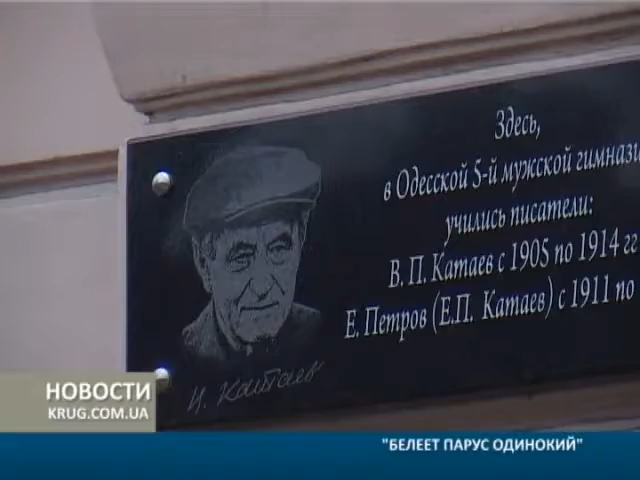 Здесь,
в Одесской 5-й мужской гимнази
учились писатели:
В. П. Катаев с 1905 по 1914 гг
Е. Петров (Е.П. Катаев) с 1911 по
Катаев
НОВОСТИ
KRUG.COM.UA
"БЕЛЕЕТ ПАРУС ОДИНОКИЙ"